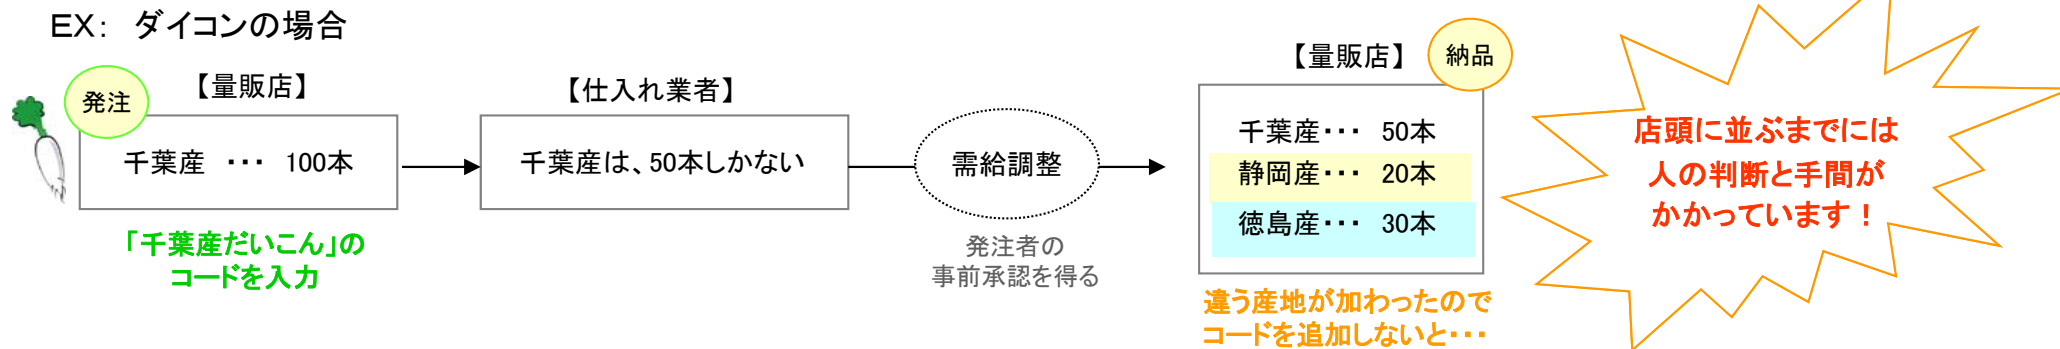 EX： ダイコンの場合
発注
【量販店】
千葉産 ・・・ 100本
「千葉産だいこん」の
コードを入力
【仕入れ業者】
千葉産は、50本しかない
需給調整
発注者の
事前承認を得る
【量販店】
納品
千葉産・・・ 50本
静岡産・・・ 20本
徳島産・・・ 30本
違う産地が加わったので
コードを追加しないと・・・
店頭に並ぶまでには
人の判断と手間が
かかっています！